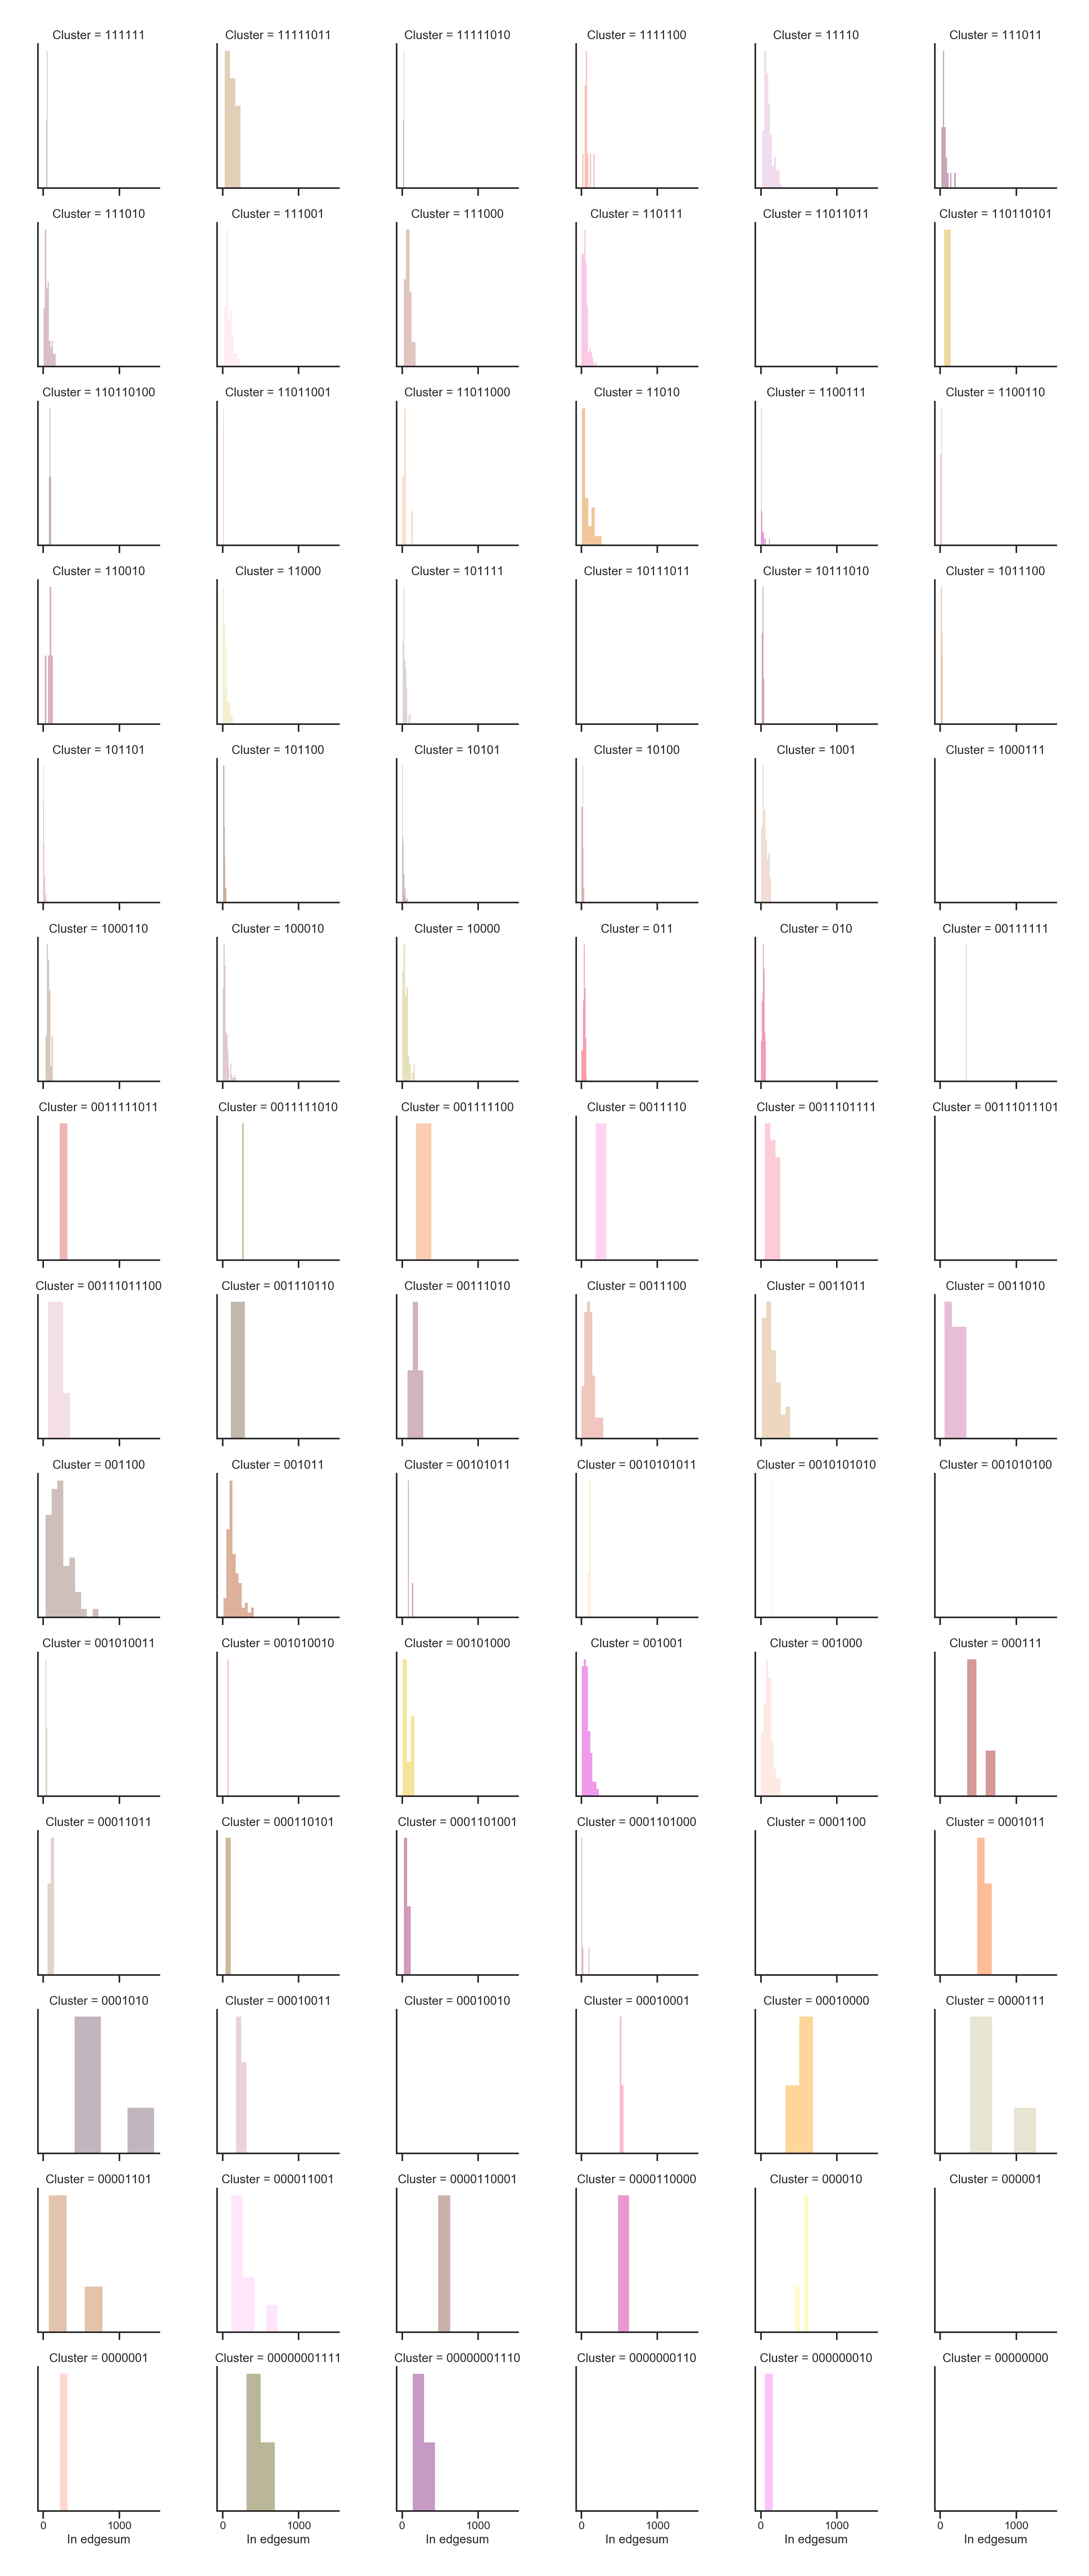 Cluster = 111111 Cluster = 11111011 Cluster = 11111010 Cluster = 1111100 Cluster = 11110 Cluster = 111011
Cluster = 111010 Cluster = 111001 Cluster = 111000 Cluster = 110111 Cluster = 11011011 Cluster = 110110101
Cluster = 110110100 Cluster = 11011001 Cluster = 11011000 Cluster = 11010 Cluster = 1100111 Cluster = 1100110
Cluster = 110010 Cluster = 11000 Cluster = 101111 Cluster = 10111011 Cluster = 10111010 Cluster = 1011100
Cluster = 101101 Cluster = 101100 Cluster = 10101 Cluster = 10100 Cluster = 1001 Cluster = 1000111
Cluster = 1000110 Cluster = 100010 Cluster = 10000 Cluster = 011 Cluster = 010 Cluster = 00111111
Cluster = 0011111011 Cluster = 0011111010 Cluster = 001111100 Cluster = 0011110 Cluster = 0011101111 Cluster = 00111011101
Cluster = 00111011100 Cluster = 001110110 Cluster = 00111010 Cluster = 0011100 Cluster = 0011011 Cluster = 0011010
Cluster = 001100 Cluster = 001011 Cluster = 00101011 Cluster = 0010101011 Cluster = 0010101010 Cluster = 001010100
Cluster = 001010011 Cluster = 001010010 Cluster = 00101000 Cluster = 001001 Cluster = 001000 Cluster = 000111
Cluster = 00011011 Cluster = 000110101 Cluster = 0001101001 Cluster = 0001101000 Cluster = 0001100 Cluster = 0001011
Cluster = 0001010 Cluster = 00010011 Cluster = 00010010 Cluster = 00010001 Cluster = 00010000 Cluster = 0000111
Cluster = 00001101 Cluster = 000011001 Cluster = 0000110001 Cluster = 0000110000 Cluster = 000010 Cluster = 000001
Cluster = 0000001 Cluster = 00000001111 Cluster = 00000001110 Cluster = 0000000110 Cluster = 000000010 Cluster = 00000000
0 1000 0 1000 0 1000 0 1000 0 1000 0 1000
In edgesum In edgesum In edgesum In edgesum In edgesum In edgesum